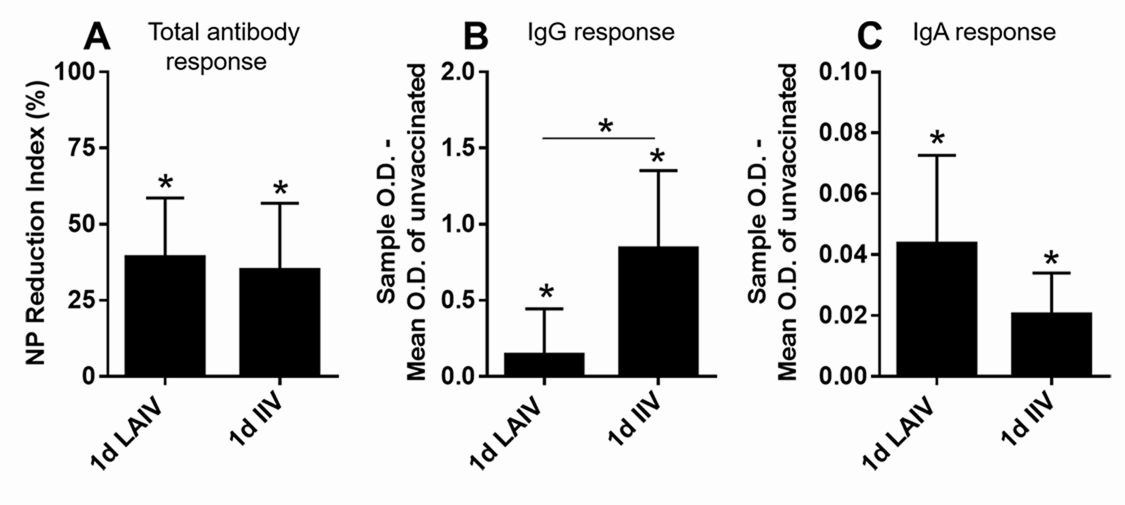 A
Total antibody
response
NP Reduction Index (%)
100
75
50
25
0
*
*
1d LAIV
1d IIV
B
IgG response
Sample O.D. -
Mean O.D. of unvaccinated
2.0
1.5
1.0
0.5
0.0
*
*
*
1d LAIV
1d IIV
C
IgA response
Sample O.D. -
Mean O.D. of unvaccinated
0.10
0.08
0.06
0.04
0.02
0.00
*
*
1d LAIV
1d IIV